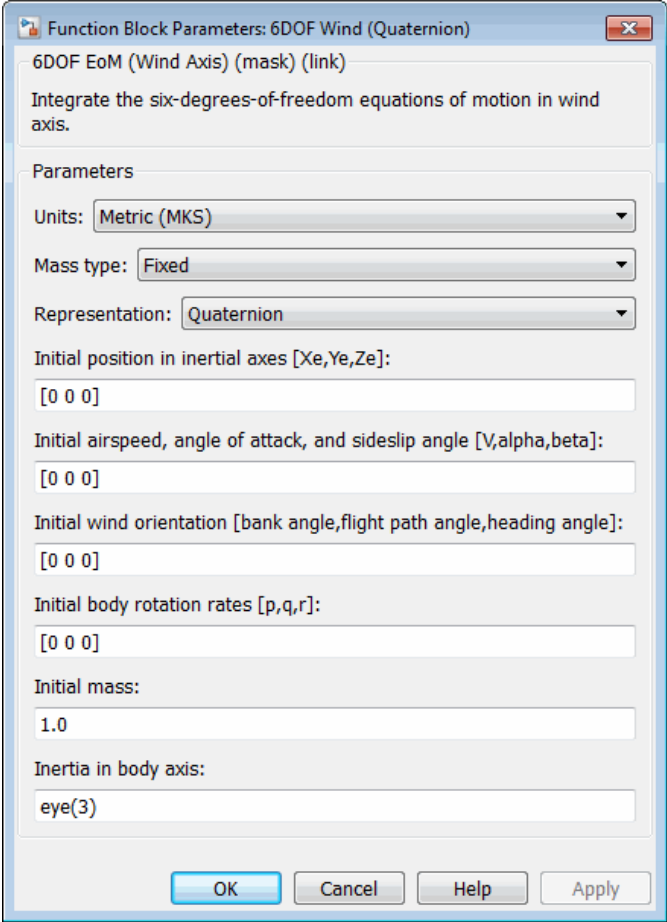 Function Block Parameters: 6DOF Wind (Quaternion)
6DOF EoM (Wind Axis) (mask) (link)
Integrate the six-degrees-of-freedom equations of motion in wind
axis.
Parameters
Units: Metric (MKS)
Mass type: Fixed
Representation: Quaternion
Initial position in inertial axes [Xe,Ye,Ze]:
[0 0 0]
Initial airspeed, angle of attack, and sideslip angle [V,alpha,beta]:
[0 0 0]
Initial wind orientation [bank angle,flight path angle,heading angle]:
[0 0 0]
Initial body rotation rates [p,q,r]:
[0 0 0]
Initial mass:
1.0
Inertia in body axis:
eye(3)
OK Cancel Help Apply